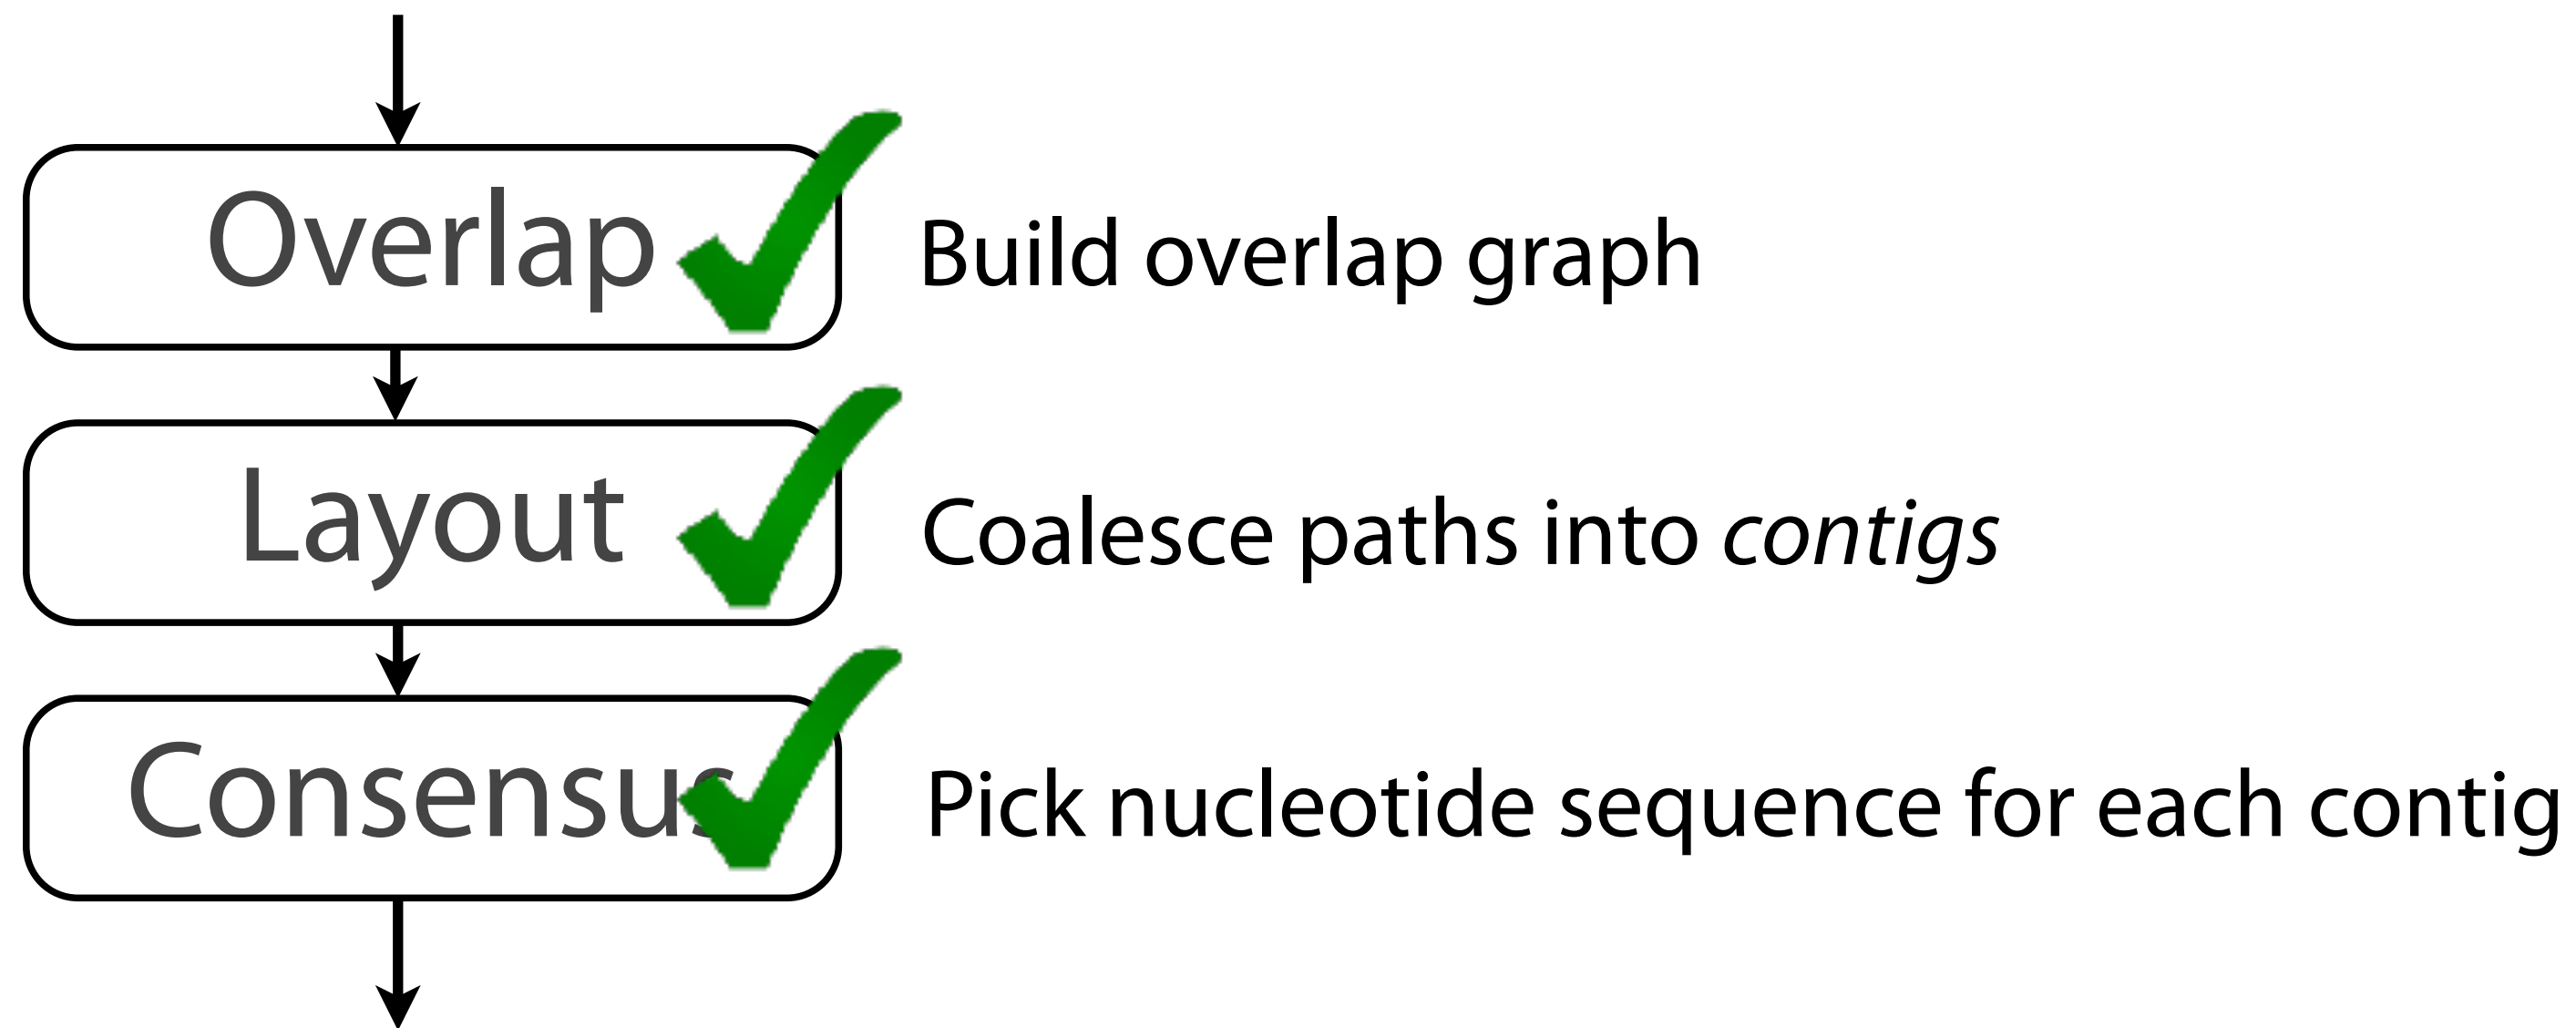 Overlap
Build overlap graph
Layout
Coalesce paths into contigs
Consensus
Pick nucleotide sequence for each contig